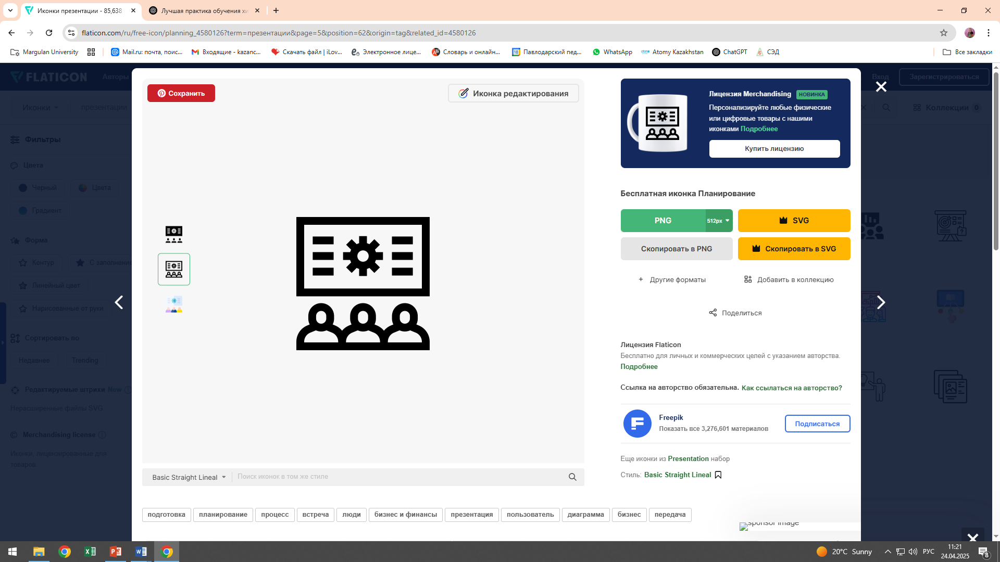 Иконки презентации - 85,638
Лучшая практика обучения хи
flaticon.com/ru/free-icon/planning_4580126?term=презентации&page=5&position=62&origin=tag&related_id=4580126
Margulan University
Mail.ru: почта, поис...
Входящие - kazanc...
Скачать файл | iLov...
Электронное лице...
Словарь и онлайн...
Павлодарский пед...
WhatsApp
Atomy Kazakhstan
ChatGPT
СЭД
Все закладки
FLATICON
Авторы
Вход
Зарегистрироваться
Иконки
презентации
Коллекции 0
Фильтры
Цвета
Черный
Цвета
Градиент
Форма
Контур
С заполнение
Линейный цвет
Нарисованные от руки
Сортировать по
Недавнее
Trending
Редактируемые штрихи New
Нерасширенные файлы SVG
Merchandising license
Иконки, лицензированные для
товаров.
Сохранить
Иконка редактирования
Basic Straight Lineal
Поиск иконок в том же стиле
подготовка
планирование
процесс
встреча
люди
бизнес и финансы
презентация
пользователь
диаграмма
бизнес
передача
Лицензия Merchandising НОВИНКА
Персонализируйте любые физические
или цифровые товары с нашими
иконками Подробнее
Купить лицензию
Бесплатная иконка Планирование
PNG 512px
SVG
Скопировать в PNG
Скопировать в SVG
+ Другие форматы
Добавить в коллекцию
Поделиться
Лицензия Flaticon
Бесплатно для личных и коммерческих целей с указанием авторства.
Подробнее
Ссылка на авторство обязательна. Как ссылаться на авторство?
Freepik
Показать все 3,276,601 материалов
Подписаться
Еще иконки из Presentation набор
Стиль: Basic Straight Lineal
sponsor image
20°C Sunny
РУС
11:21
24.04.2025
8